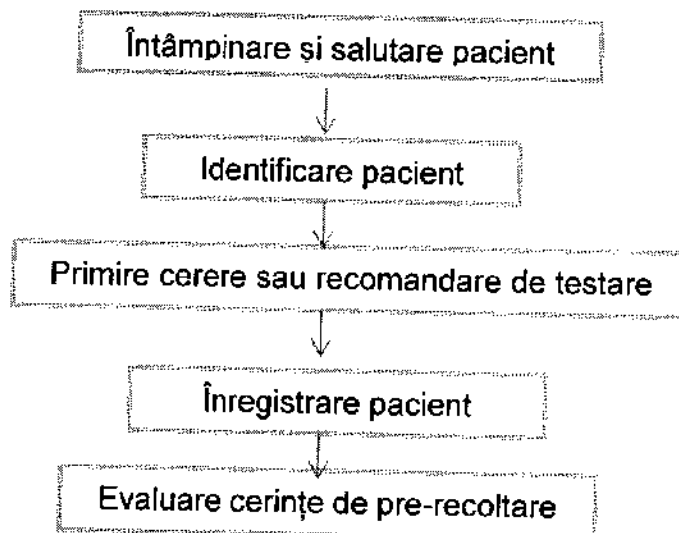 Întâmpinare și salutare pacient
Identificare pacient
Primire cerere sau recomandare de testare
Înregistrare pacient
Evaluare cerințe de pre-recoltare